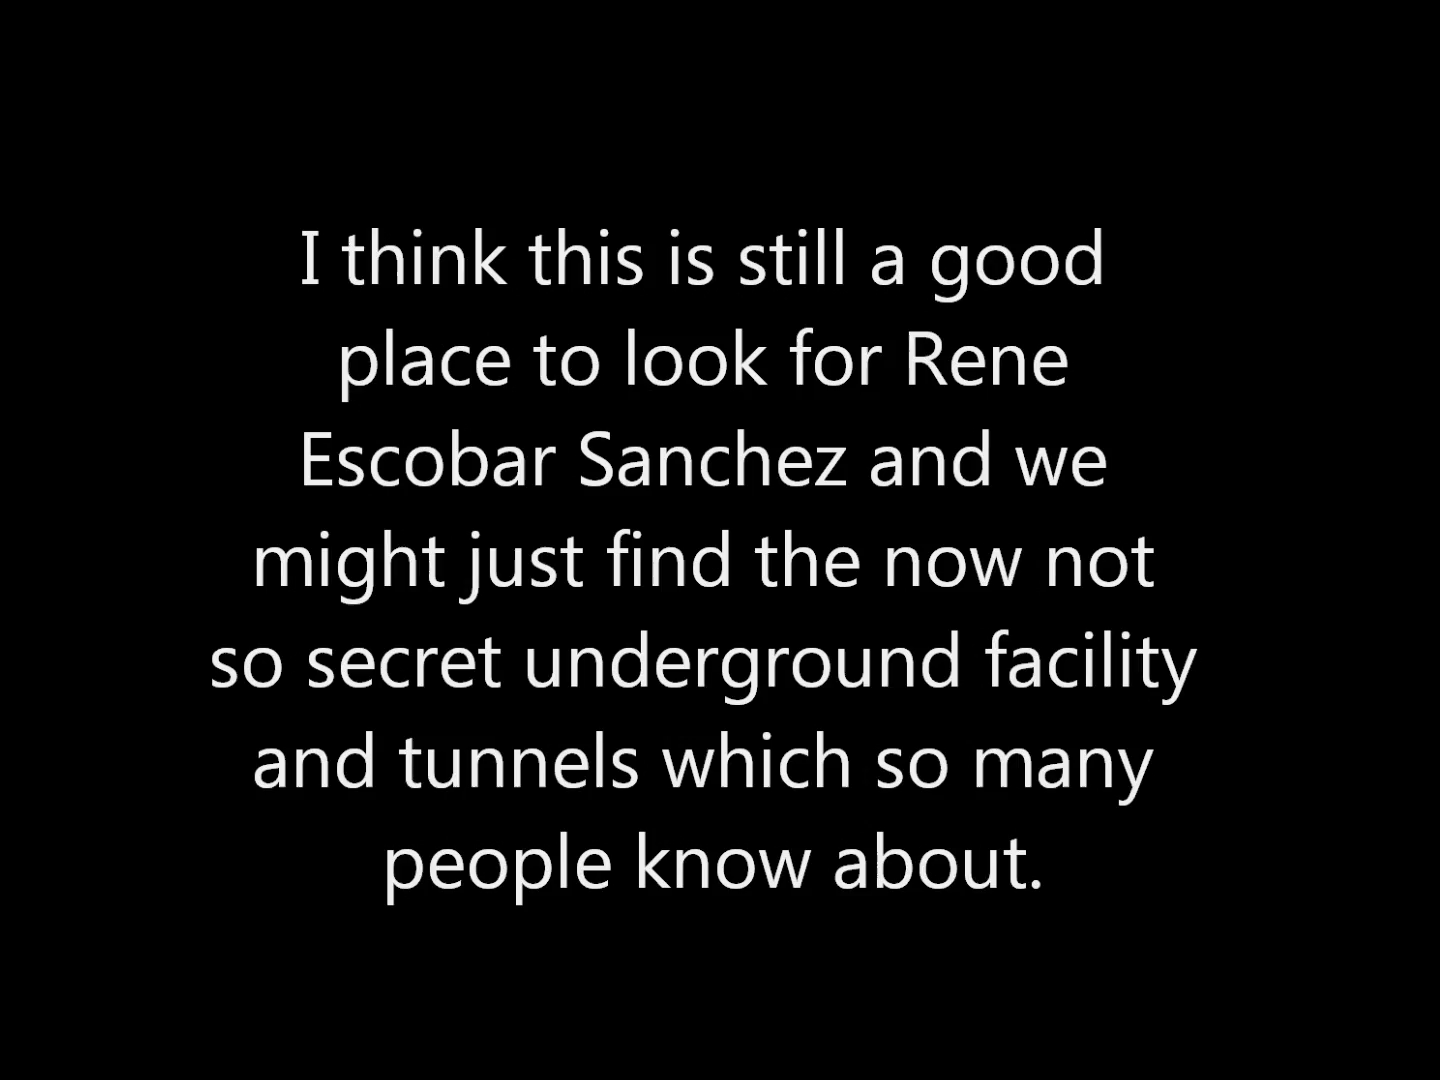 I think this is still a good
place to look for Rene
Escobar Sanchez and we
might just find the now not
so secret underground facility
and tunnels which so many
people know about.